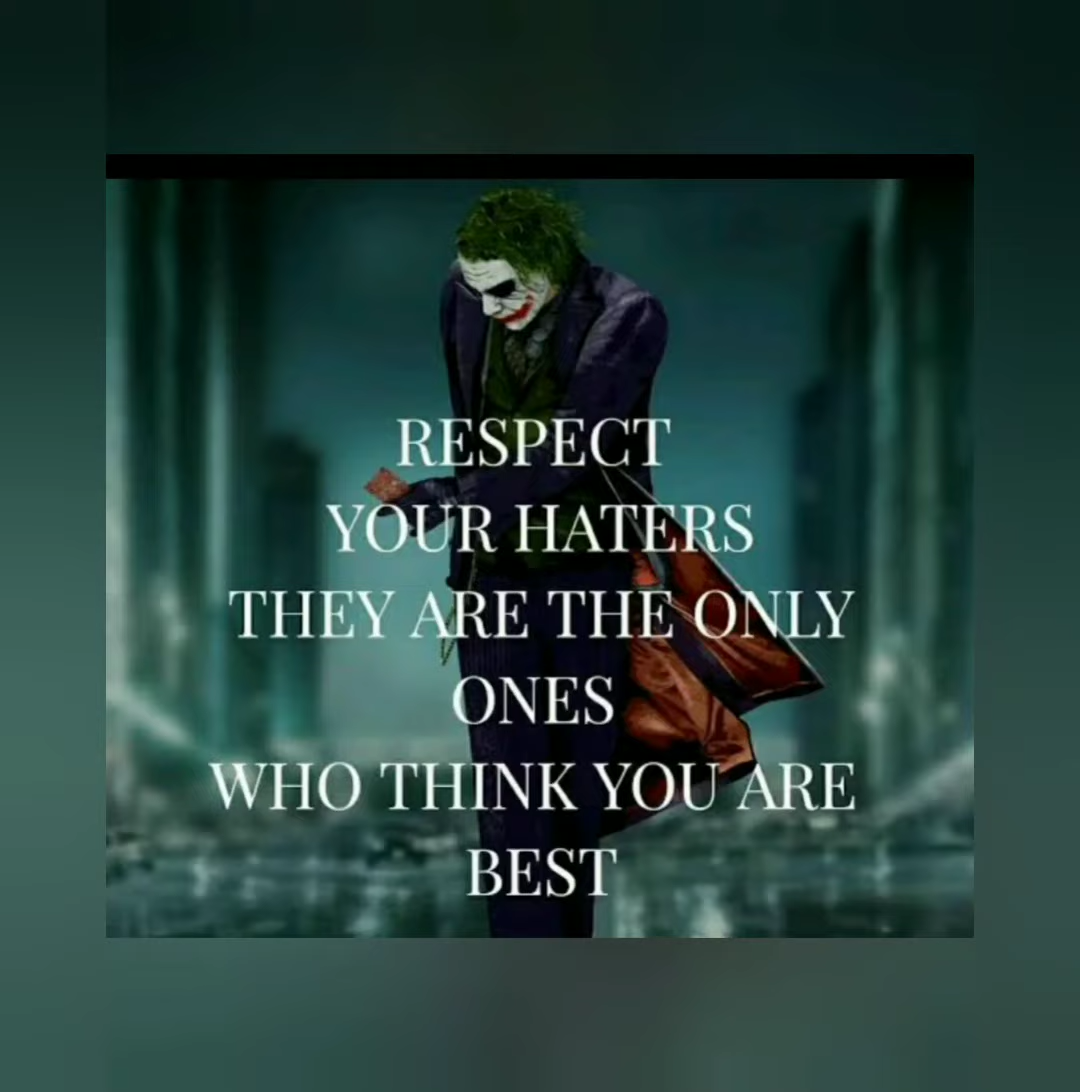 RESPECT
YOUR HATERS
THEY ARE THE ONLY
ONES
WHO THINK YOU ARE
BEST